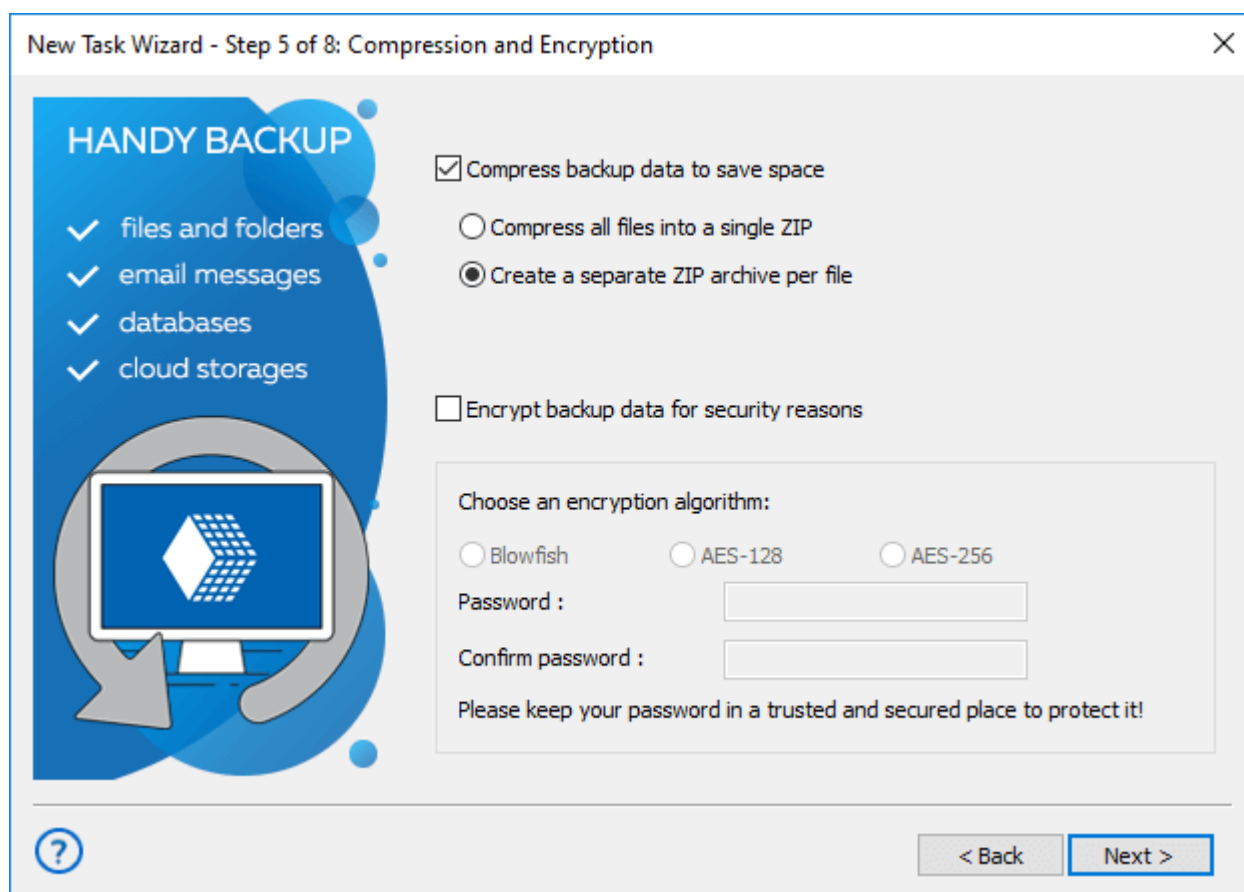 New Task Wizard - Step 5 of 8: Compression and Encryption
HANDY BACKUP
files and folders
email messages
databases
cloud storages
Compress backup data to save space
Compress all files into a single ZIP
Create a separate ZIP archive per file
Encrypt backup data for security reasons
Choose an encryption algorithm:
Blowfish AES-128 AES-256
Password :
Confirm password :
Please keep your password in a trusted and secured place to protect it!
?
< Back Next >